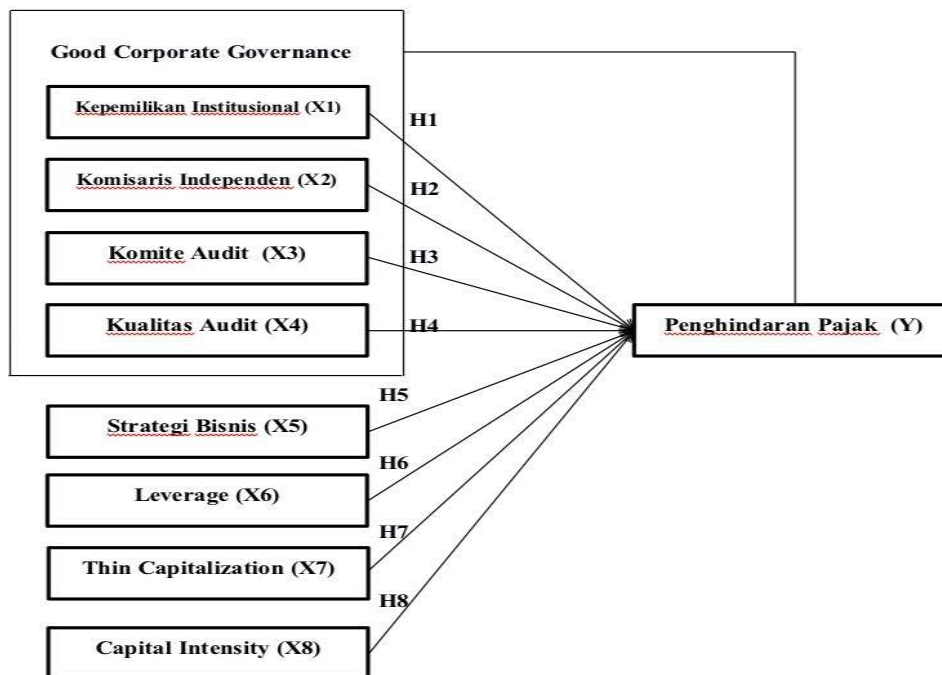 Good Corporate Governance
Kepemilikan Institusional (X1)
H1
Komisaris Independen (X2)
H2
Komite Audit (X3)
H3
Kualitas Audit (X4)
H4
Penghindaran Pajak (Y)
H5
Strategi Bisnis (X5)
H6
Leverage (X6)
H7
Thin Capitalization (X7)
H8
Capital Intensity (X8)